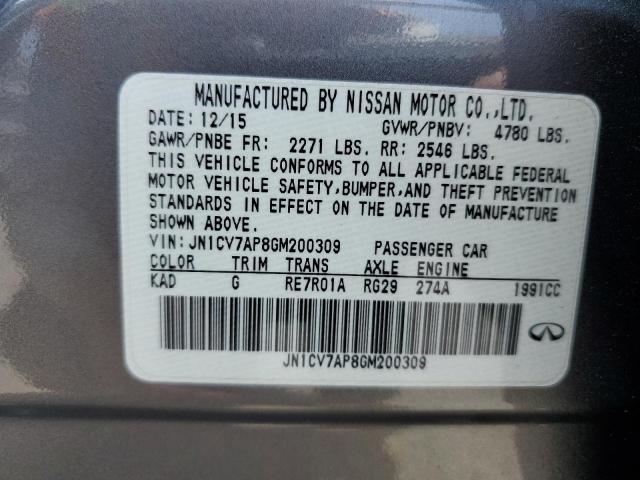 MANUFACTURED BY NISSAN MOTOR CO.,LTD.
DATE: 12/15 GVWR/PNBV: 4780 LBS.
GAWR/PNBE FR: 2271 LBS. RR: 2546 LBS.
THIS VEHICLE CONFORMS TO ALL APPLICABLE FEDERAL
MOTOR VEHICLE SAFETY,BUMPER,AND THEFT PREVENTION
STANDARDS IN EFFECT ON THE DATE OF MANUFACTURE
SHOWN ABOVE.
VIN:JN1CV7AP8GM200309 PASSENGER CAR
COLOR TRIM TRANS AXLE ENGINE
KAD G RE7R01A RG29 274A 1991CC
JN1CV7AP8GM200309